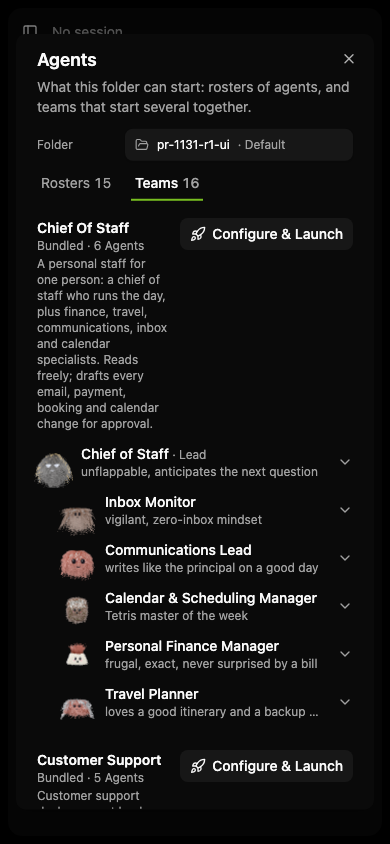 No session
Agents
What this folder can start: rosters of agents, and
teams that start several together.
Folder
pr-1131-r1-ui · Default
Rosters 15
Teams 16
Chief Of Staff
Configure & Launch
Bundled · 6 Agents
A personal staff for
one person: a chief of
staff who runs the day,
plus finance, travel,
communications, inbox
and calendar
specialists. Reads
freely; drafts every
email, payment,
booking and calendar
change for approval.
Chief of Staff · Lead
unflappable, anticipates the next question
Inbox Monitor
vigilant, zero-inbox mindset
Communications Lead
writes like the principal on a good day
Calendar & Scheduling Manager
Tetris master of the week
Personal Finance Manager
frugal, exact, never surprised by a bill
Travel Planner
loves a good itinerary and a backup ...
Customer Support
Configure & Launch
Bundled · 5 Agents
Customer support